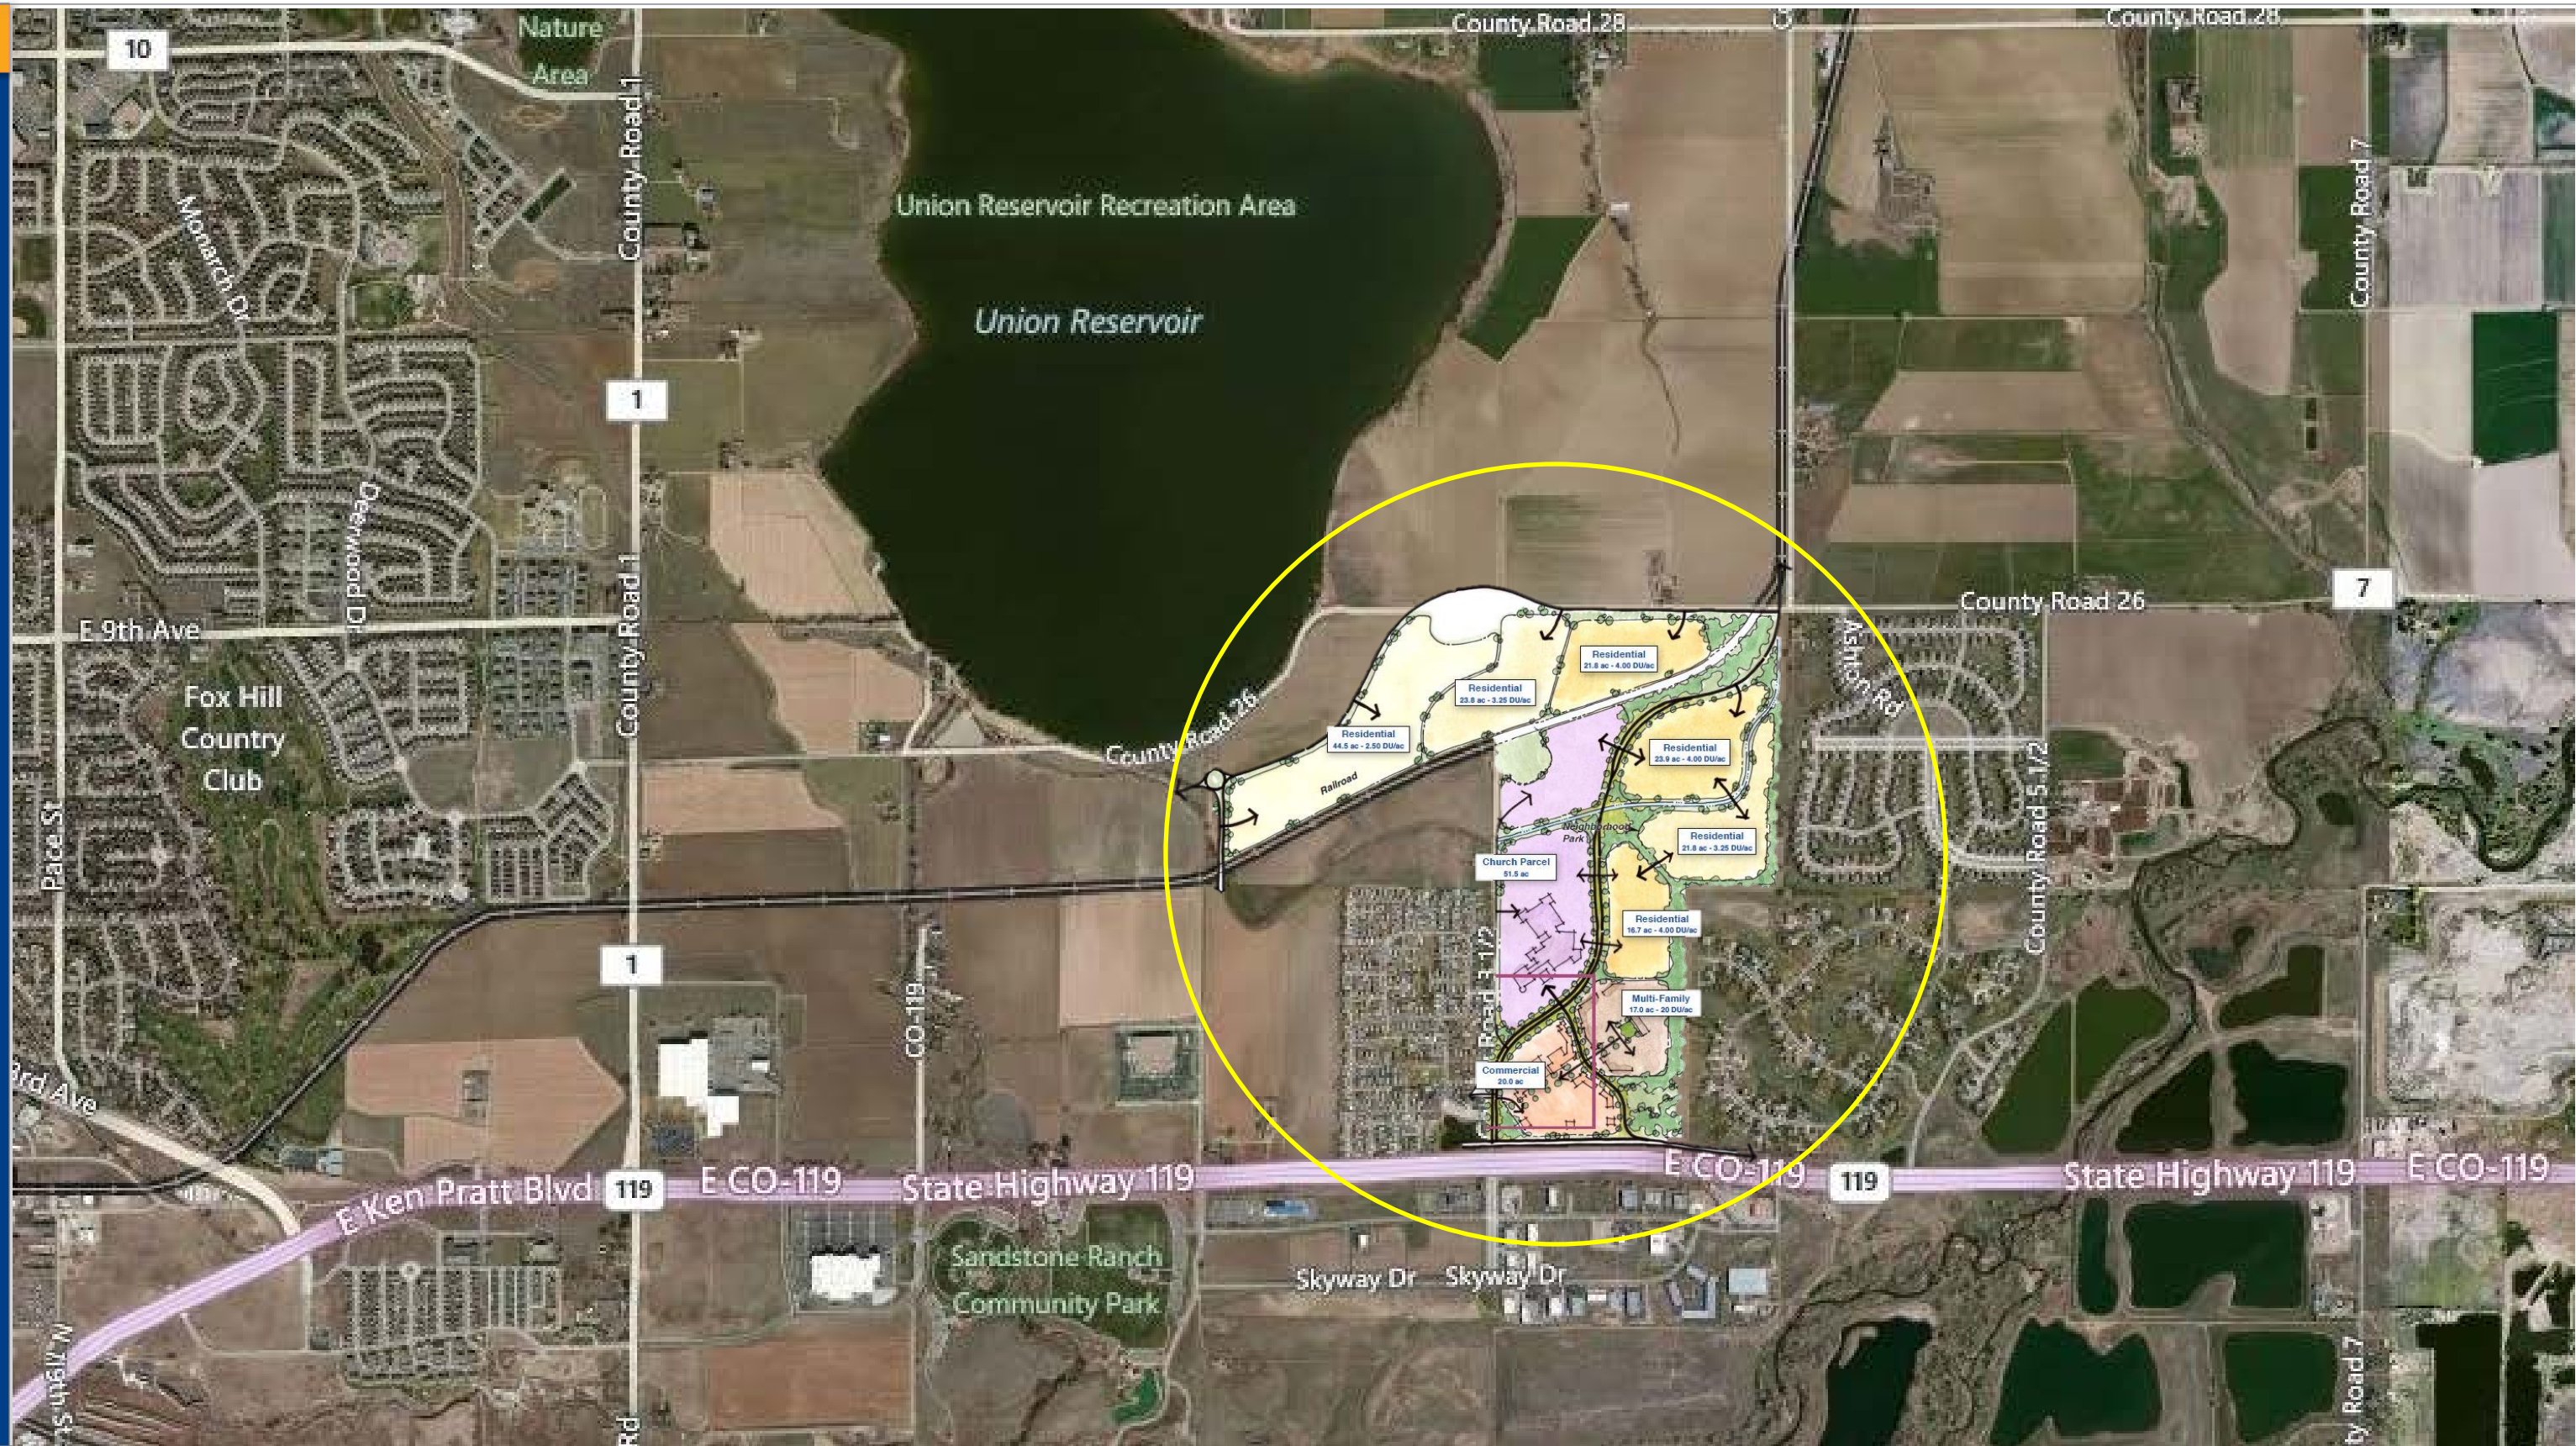 County Road 28
County Road 28
Nature
Area
10
County Road 1
Monarch Dr
Union Reservoir Recreation Area
Union Reservoir
County Road 7
1
Deerwood Dr
E 9th Ave
County Road 1
County Road 26
7
Ashton Rd
Fox Hill
Country
Club
County Road 26
Residential
21.8 ac - 4.00 DU/ac
Residential
23.8 ac - 3.25 DU/ac
Residential
44.5 ac - 2.50 DU/ac
Railroad
Residential
23.9 ac - 4.00 DU/ac
Neighborhood
Park
Residential
21.8 ac - 3.25 DU/ac
Church Parcel
51.5 ac
Residential
16.7 ac - 4.00 DU/ac
Multi-Family
17.0 ac - 20 DU/ac
Commercial
20.0 ac
Pace St
County Road 5-1/2
Road 3-1/2
1
CO-119
3rd Ave
E Ken Pratt Blvd
119
E CO-119
State Highway 119
E CO-119
119
State Highway 119
E CO-119
Sandstone Ranch
Community Park
Skyway Dr
Skyway Dr
N 119th St
Rd
ty Road 7